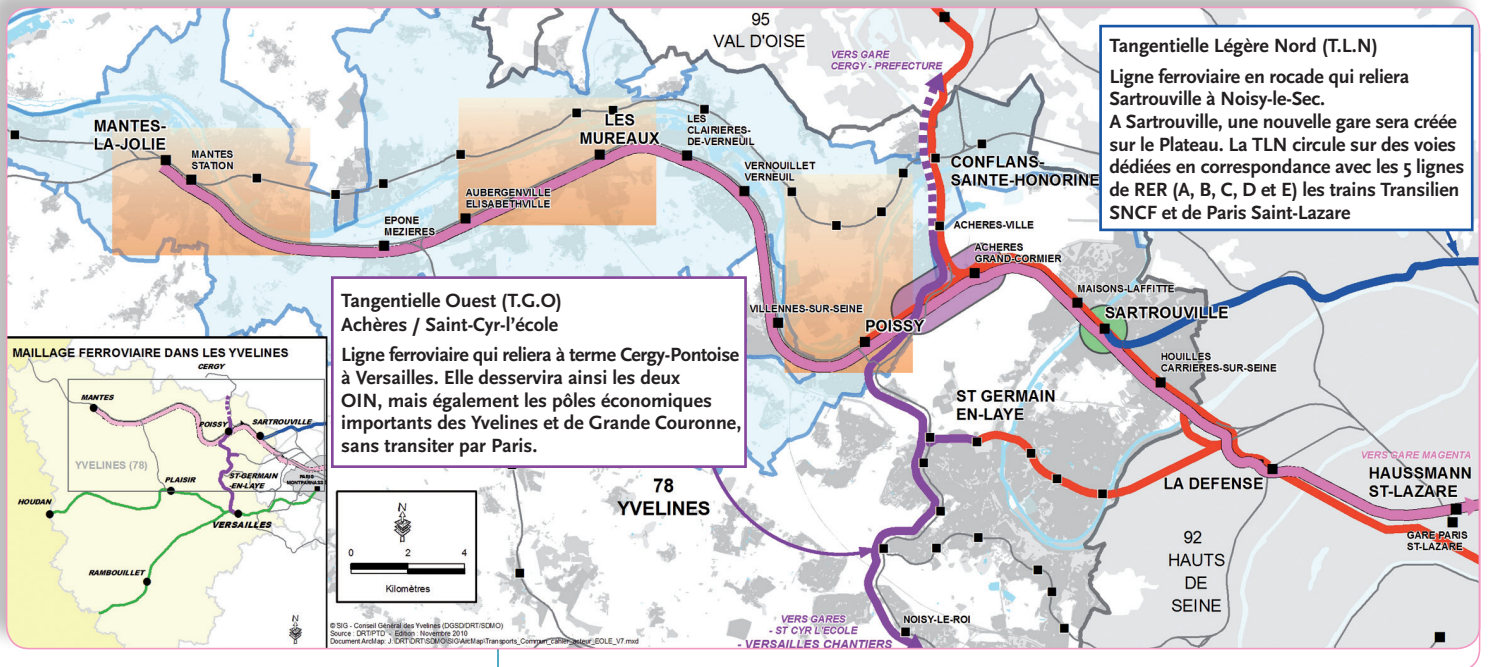 95
VAL D'OISE
VERS GARE
CERGY - PREFECTURE
Tangentielle Légère Nord (T.L.N)
Ligne ferroviaire en rocade qui reliera
Sartrouville à Noisy-le-Sec.
A Sartrouville, une nouvelle gare sera créée
sur le Plateau. La TLN circule sur des voies
dédiées en correspondance avec les 5 lignes
de RER (A, B, C, D et E) les trains Transilien
SNCF et de Paris Saint-Lazare
MANTES-
LA-JOLIE
MANTES
STATION
EPONE
MEZIERES
AUBERGENVILLE
ELISABETHVILLE
LES
MUREAUX
LES
CLAIRIERES-
DE-VERNEUIL
VERNOUILLET
VERNEUIL
VILLENNES-SUR-SEINE
POISSY
CONFLANS-
SAINTE-HONORINE
ACHERES-VILLE
ACHERES
GRAND-CORMIER
MAISONS-LAFFITTE
SARTROUVILLE
HOUILLES
CARRIERES-SUR-SEINE
ST GERMAIN
EN-LAYE
LA DEFENSE
VERS GARE MAGENTA
HAUSSMANN
ST-LAZARE
GARE PARIS
ST-LAZARE
92
HAUTS
DE
SEINE
Tangentielle Ouest (T.G.O)
Achères / Saint-Cyr-l'école
Ligne ferroviaire qui reliera à terme Cergy-Pontoise
à Versailles. Elle desservira ainsi les deux
OIN, mais également les pôles économiques
importants des Yvelines et de Grande Couronne,
sans transiter par Paris.
78
YVELINES
NOISY-LE-ROI
VERS GARES
- ST CYR L'ECOLE
- VERSAILLES CHANTIERS
MAILLAGE FERROVIAIRE DANS LES YVELINES
CERGY
MANTES
POISSY
SARTROUVILLE
YVELINES (78)
ST-GERMAIN
EN-LAYE
PARIS
PLAISIR
HOUDAN
VERSAILLES
RAMBOUILLET
N
N
0 2 4
Kilomètres
© SIG - Conseil Général des Yvelines (DGSD/DRT/SDMO)
Source : DRT/PTD - Edition : Novembre 2010